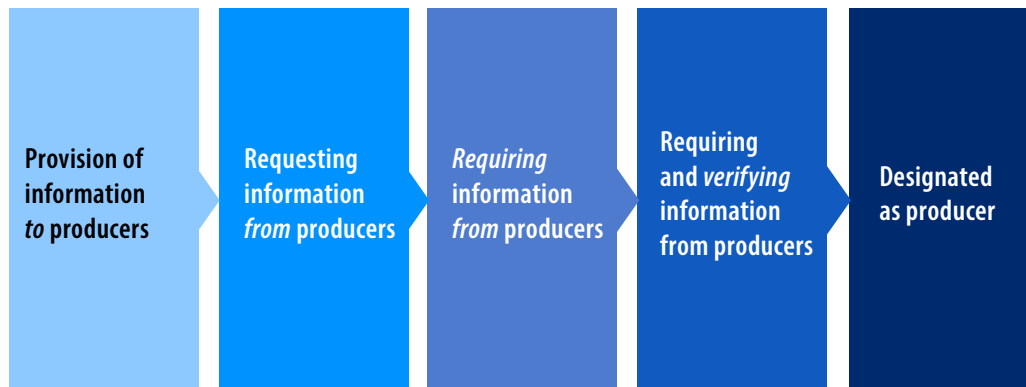 Provision of
information
to producers
Requesting
information
from producers
Requiring
information
from producers
Requiring
and verifying
information
from producers
Designated
as producer